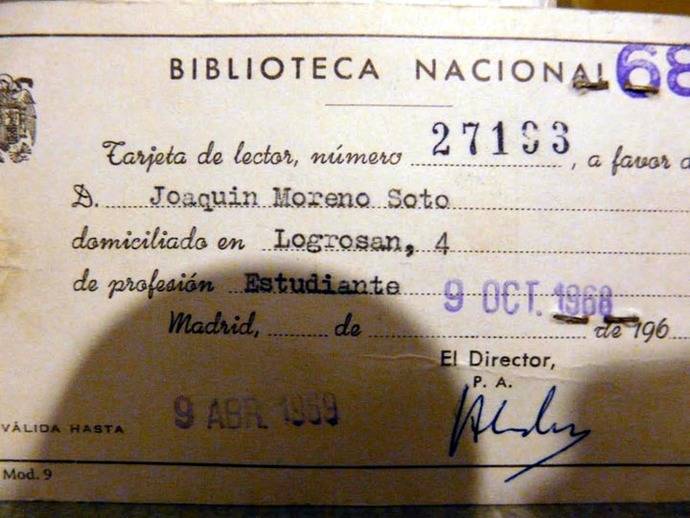 BIBLIOTECA NACIONAL 68
Tarjeta de lector, número 27193, a favor d
D. Joaquin Moreno Soto
domiciliado en Logrosan, 4
de profesión Estudiante
9 OCT. 1968
Madrid, de de 196
El Director,
P. A.
9 ABR. 1969
VÁLIDA HASTA
Mod. 9